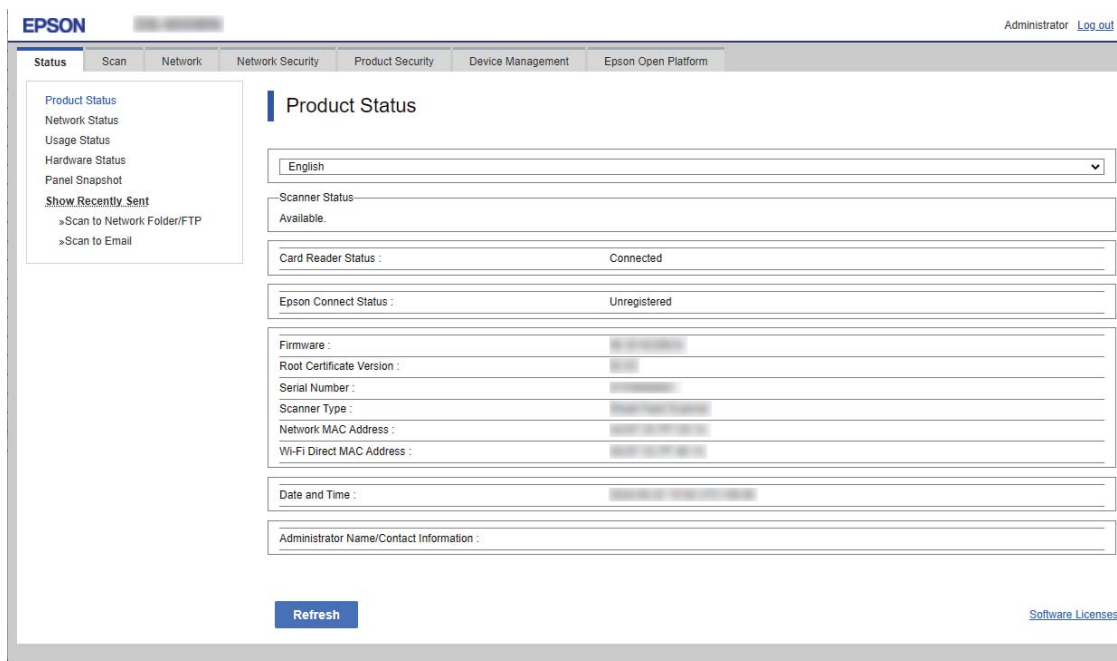 EPSON
Administrator Log out
Status Scan Network Network Security Product Security Device Management Epson Open Platform
Product Status
Network Status
Usage Status
Hardware Status
Panel Snapshot
Show Recently Sent
»Scan to Network Folder/FTP
»Scan to Email
Product Status
English
Scanner Status
Available.
Card Reader Status : Connected
Epson Connect Status : Unregistered
Firmware :
Root Certificate Version :
Serial Number :
Scanner Type :
Network MAC Address :
Wi-Fi Direct MAC Address :
Date and Time :
Administrator Name/Contact Information :
Refresh
Software Licenses